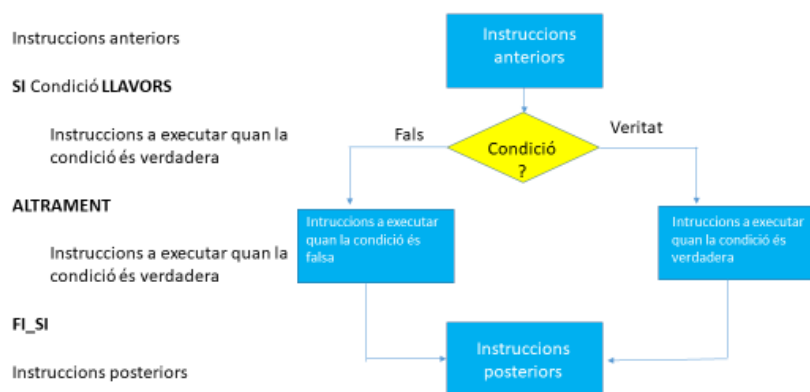 Instruccions anteriors
SI Condició LLAVORS
Instruccions a executar quan la
condició és verdadera
ALTRAMENT
Instruccions a executar quan la
condició és verdadera
FI_SI
Instruccions posteriors
Instruccions
anteriors
Fals
Condició
?
Veritat
Intruccions a executar
quan la condició és
falsa
Intruccions a executar
quan la condició és
verdadera
Instruccions
posteriors